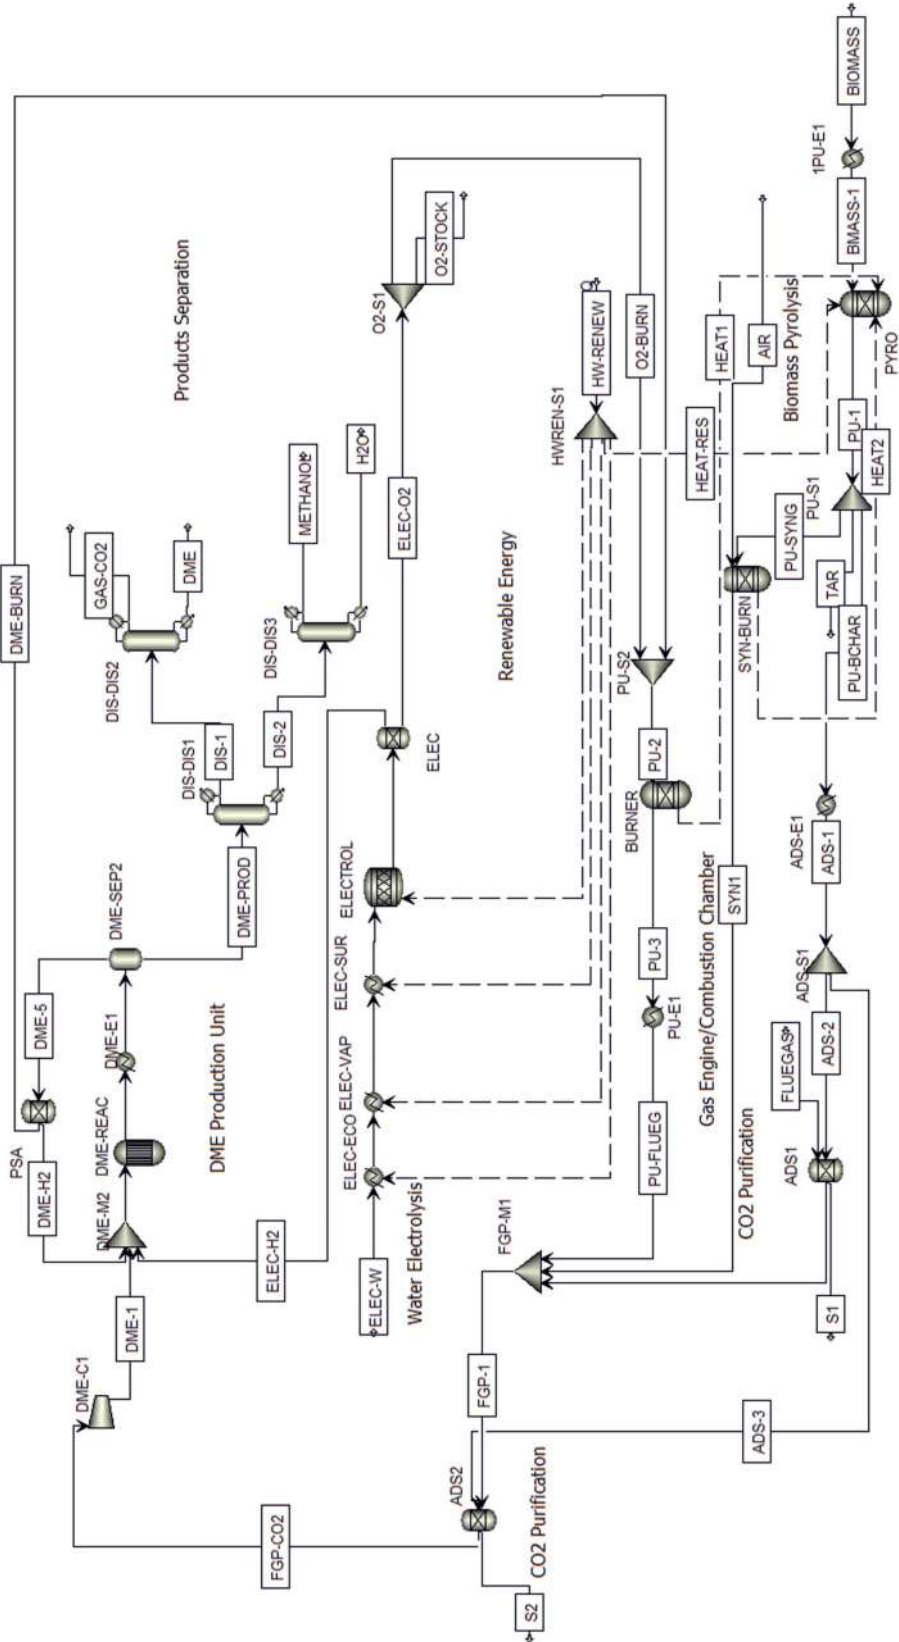 DME-BURN
Products Separation
GAS-CO2
DME
DIS-DIS2
METHANOL
H2O
DIS-DIS3
O2-S1
O2-STOCK
ELEC-O2
DIS-DIS1
DIS-1
DIS-2
DME-SEP2
DME-PROD
DME-5
PSA
DME-H2
DME-REAC
DME-E1
DME-M2
DME Production Unit
DME-1
DME-C1
ELEC-H2
ELEC
ELECTROL
ELEC-SUR
ELEC-VAP
ELEC-ECO
ELEC-W
Water Electrolysis
Renewable Energy
HWREN-S1
HW-RENEW
O2-BURN
PU-S2
PU-2
BURNER
PU-3
PU-E1
PU-FLUEG
Gas Engine/Combustion Chamber
FGP-M1
FGP-1
ADS2
FGP-CO2
S2
CO2 Purification
ADS-3
CO2 Purification
HEAT-RES
HEAT1
AIR
Biomass Pyrolysis
SYN-BURN
SYN1
PU-SYNG
PU-S1
PU-1
HEAT2
TAR
PU-BCHAR
PYRO
BMASS-1
1PU-E1
BIOMASS
ADS-E1
ADS-1
ADS-S1
ADS-2
FLUEGAS
ADS1
S1